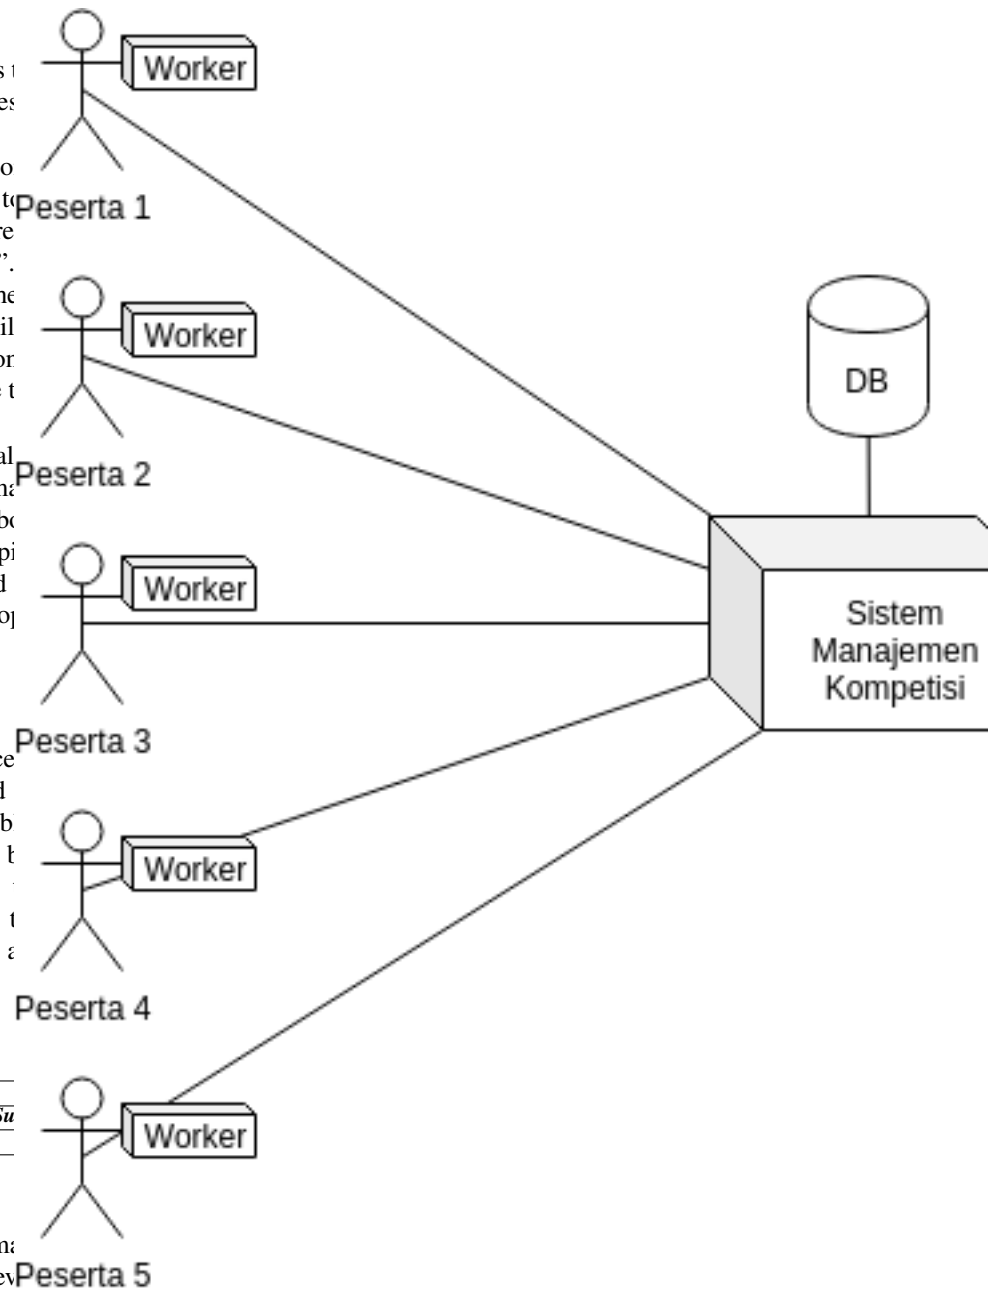 Worker
Peserta 1
Worker
Peserta 2
DB
Worker
Sistem
Manajemen
Kompetisi
Peserta 3
Worker
Peserta 4
Worker
Peserta 5